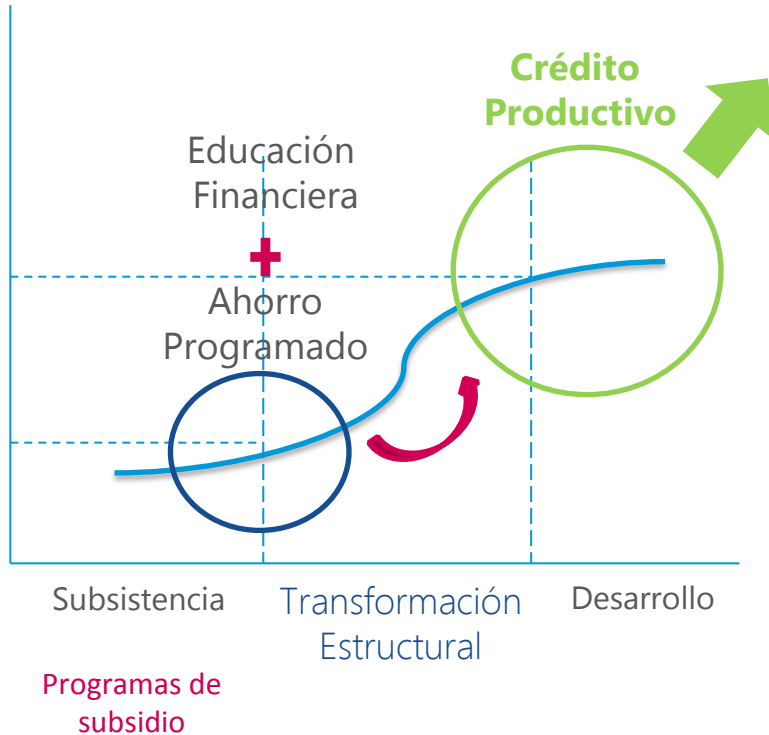 Crédito
Productivo
Educación
Financiera
+
Ahorro
Programado
Subsistencia
Transformación
Estructural
Desarrollo
Programas de
subsidio